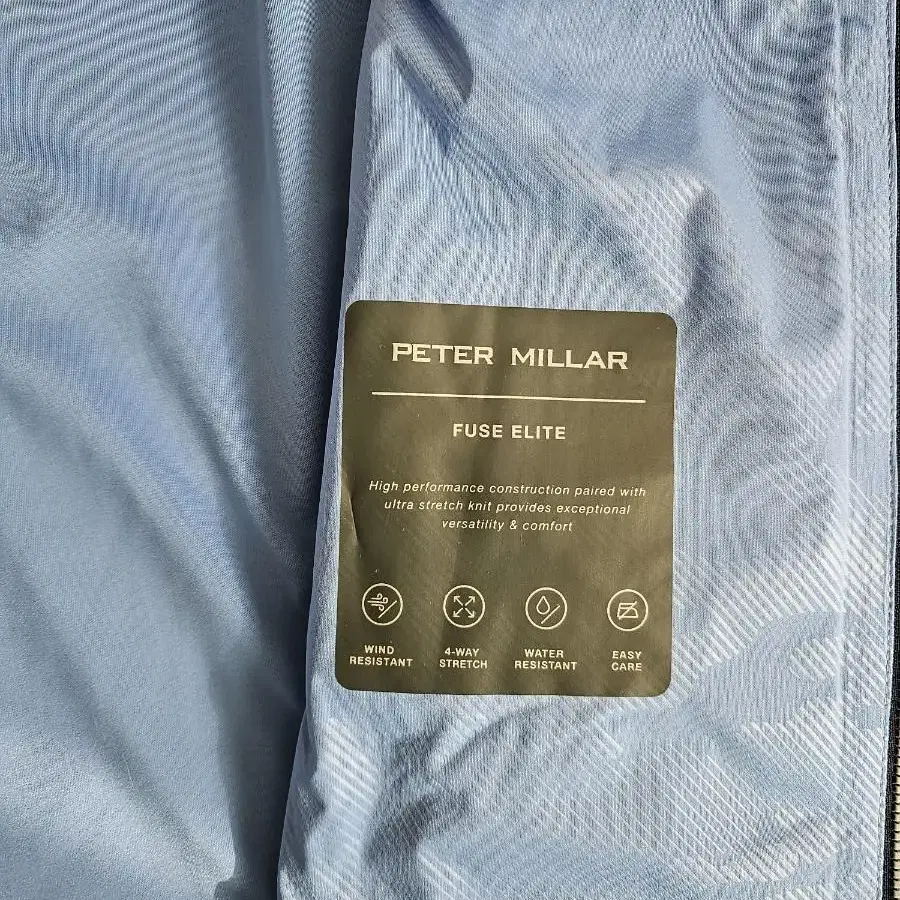 PETER MILLAR
FUSE ELITE
High performance construction paired with
ultra stretch knit provides exceptional
versatility & comfort
WIND
RESISTANT
4-WAY
STRETCH
WATER
RESISTANT
EASY
CARE